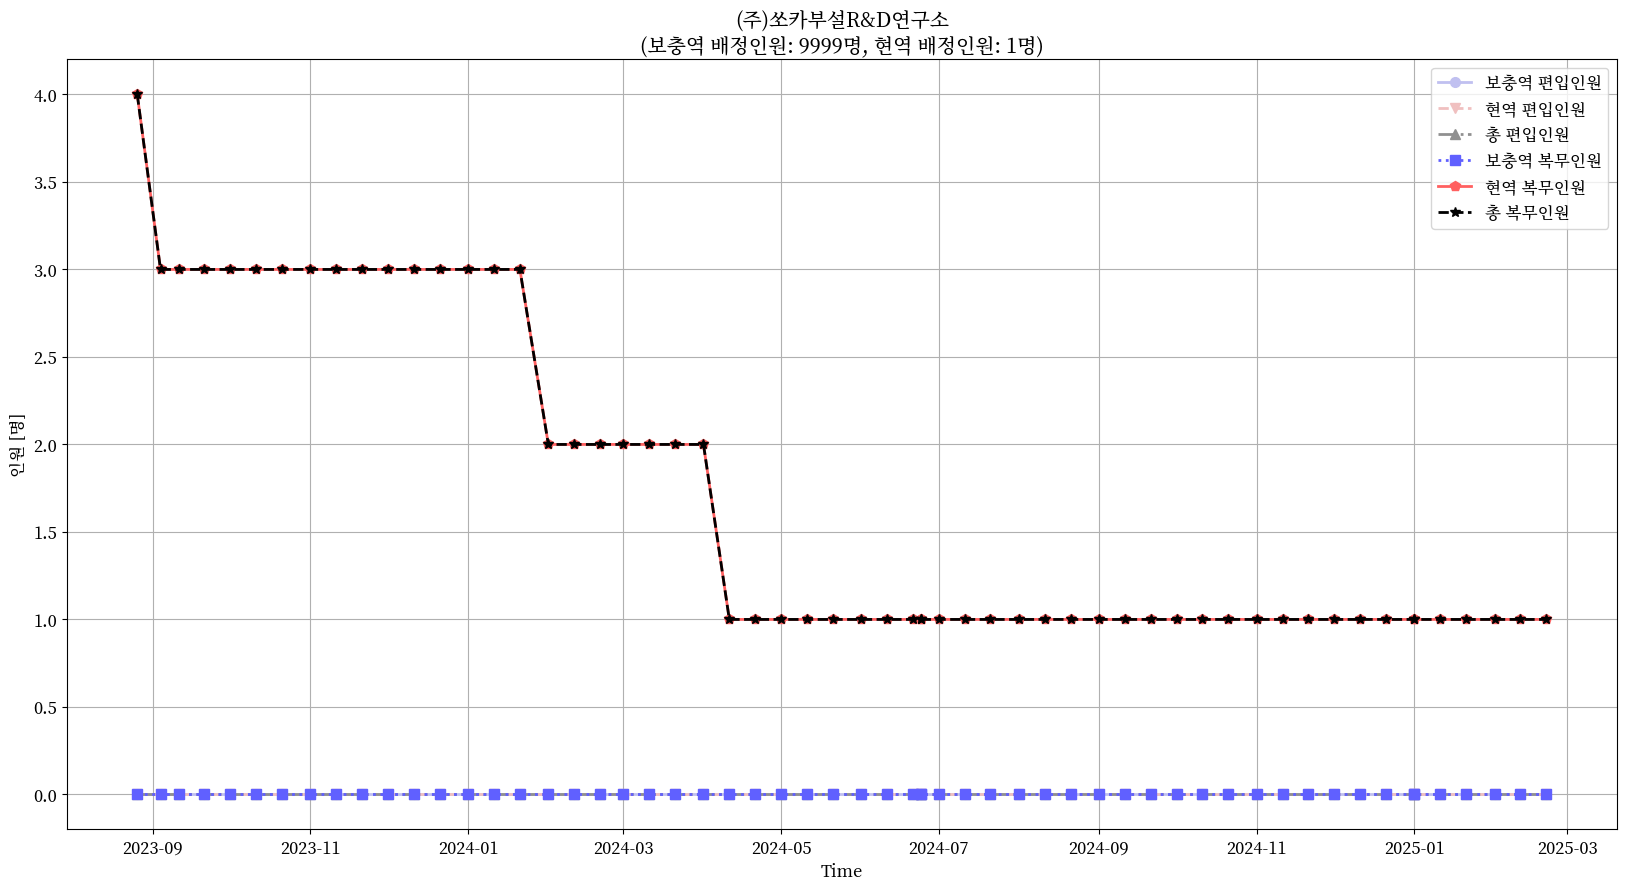 (주)쏘카부설R&D연구소
(보충역 배정인원: 9999명, 현역 배정인원: 1명)
보충역 편입인원
현역 편입인원
총 편입인원
보충역 복무인원
현역 복무인원
총 복무인원
인원 [명]
4.0
3.5
3.0
2.5
2.0
1.5
1.0
0.5
0.0
2023-09 2023-11 2024-01 2024-03 2024-05 2024-07 2024-09 2024-11 2025-01 2025-03
Time